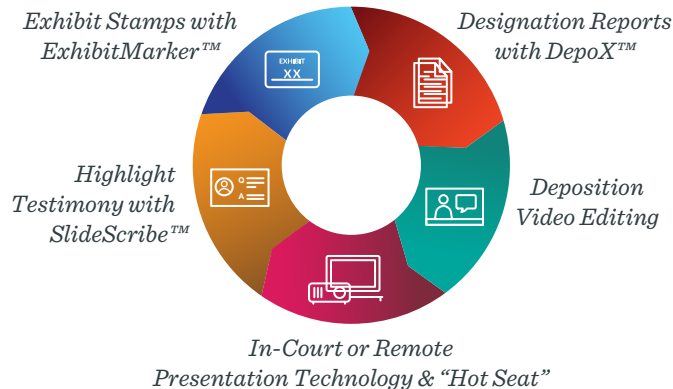 Exhibit Stamps with
ExhibitMarker™
Designation Reports
with DepoX™
EXHIBIT
XX
Highlight
Testimony with
SlideScribe™
Q
A
Deposition
Video Editing
In-Court or Remote
Presentation Technology & “Hot Seat”